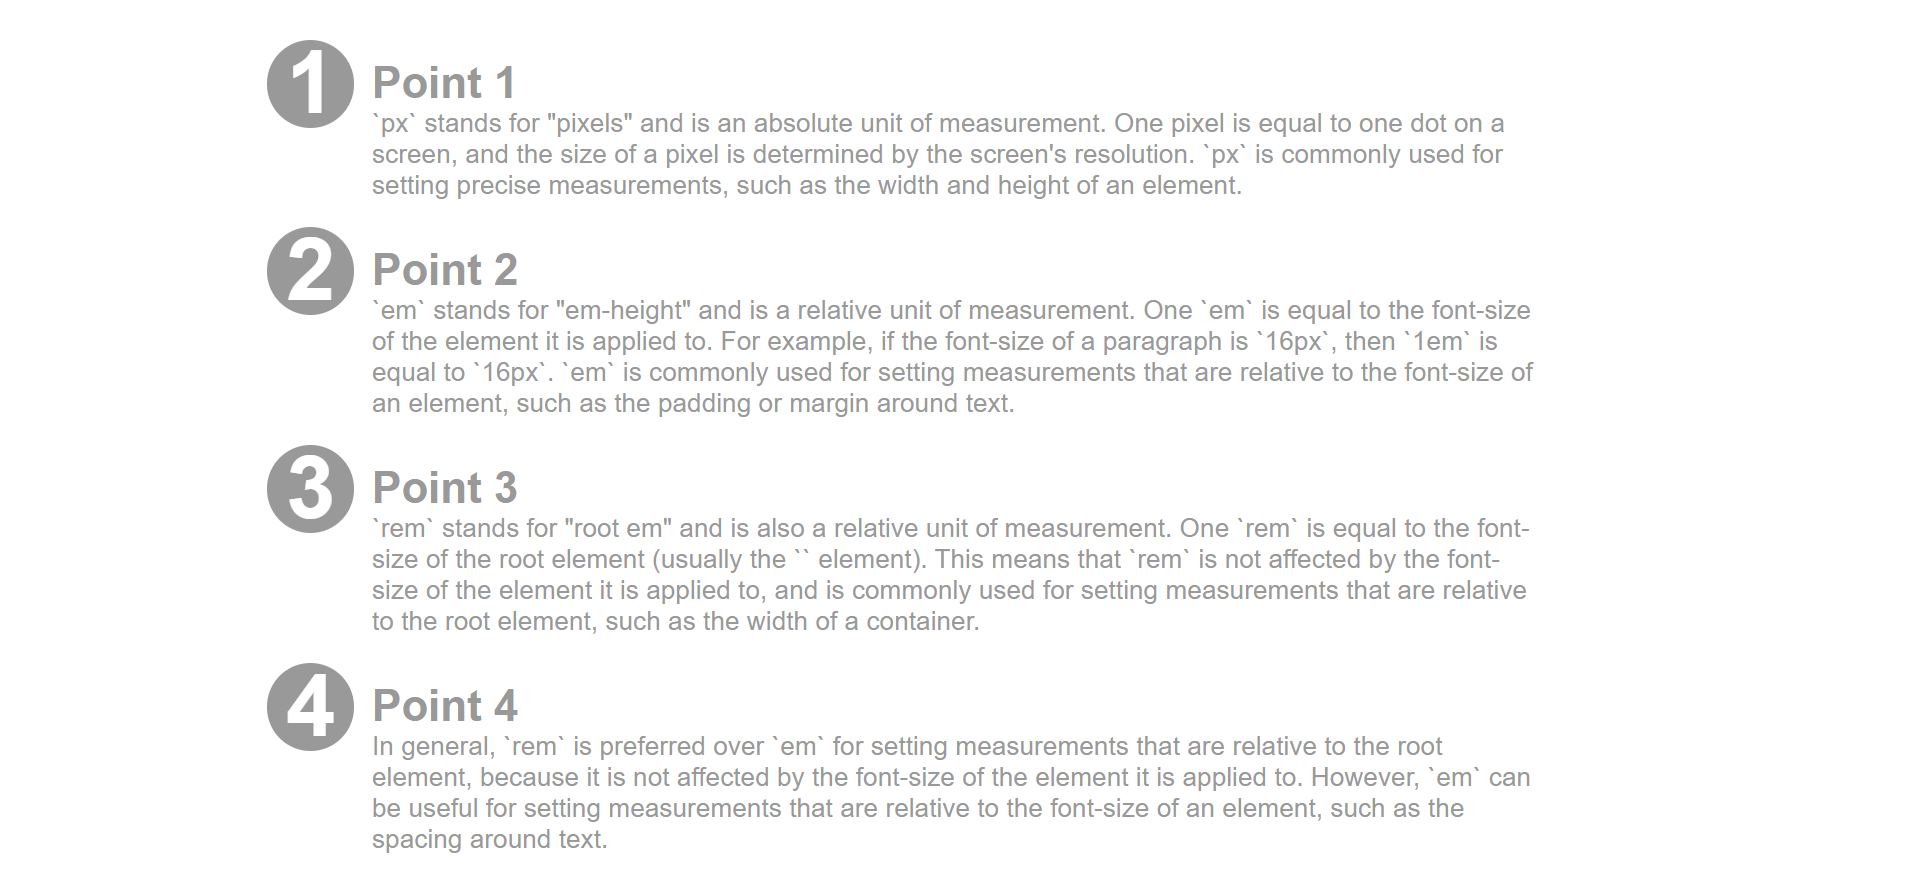 1
Point 1
`px` stands for "pixels" and is an absolute unit of measurement. One pixel is equal to one dot on a
screen, and the size of a pixel is determined by the screen's resolution. `px` is commonly used for
setting precise measurements, such as the width and height of an element.
2
Point 2
`em` stands for "em-height" and is a relative unit of measurement. One `em` is equal to the font-size
of the element it is applied to. For example, if the font-size of a paragraph is `16px`, then `1em` is
equal to `16px`. `em` is commonly used for setting measurements that are relative to the font-size of
an element, such as the padding or margin around text.
3
Point 3
`rem` stands for "root em" and is also a relative unit of measurement. One `rem` is equal to the font-
size of the root element (usually the `` element). This means that `rem` is not affected by the font-
size of the element it is applied to, and is commonly used for setting measurements that are relative
to the root element, such as the width of a container.
4
Point 4
In general, `rem` is preferred over `em` for setting measurements that are relative to the root
element, because it is not affected by the font-size of the element it is applied to. However, `em` can
be useful for setting measurements that are relative to the font-size of an element, such as the
spacing around text.